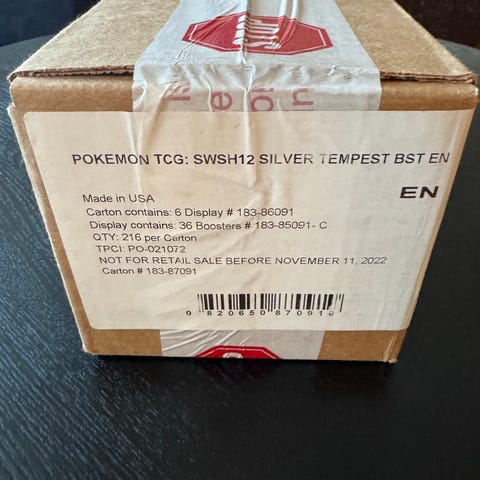 STOP
POKEMON TCG: SWSH12 SILVER TEMPEST BST EN
EN
Made in USA
Carton contains: 6 Display # 183-86091
Display contains: 36 Boosters # 183-85091- C
QTY: 216 per Carton
TPCI: PO-021072
NOT FOR RETAIL SALE BEFORE NOVEMBER 11, 2022
Carton # 183-87091
0 820650 870910